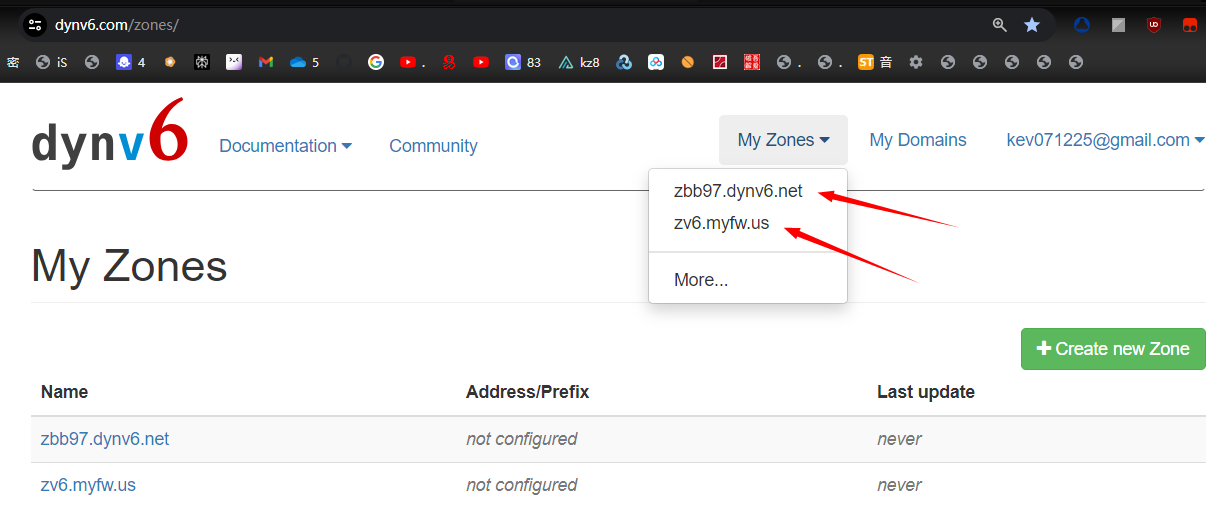 dynv6.com/zones/
密 iS 4 5 . 83 kz8 . . ST 音
dynv6 Documentation Community My Zones My Domains kev071225@gmail.com
zbb97.dynv6.net
zv6.myfw.us
More...
My Zones
Create new Zone
Name Address/Prefix Last update
zbb97.dynv6.net not configured never
zv6.myfw.us not configured never